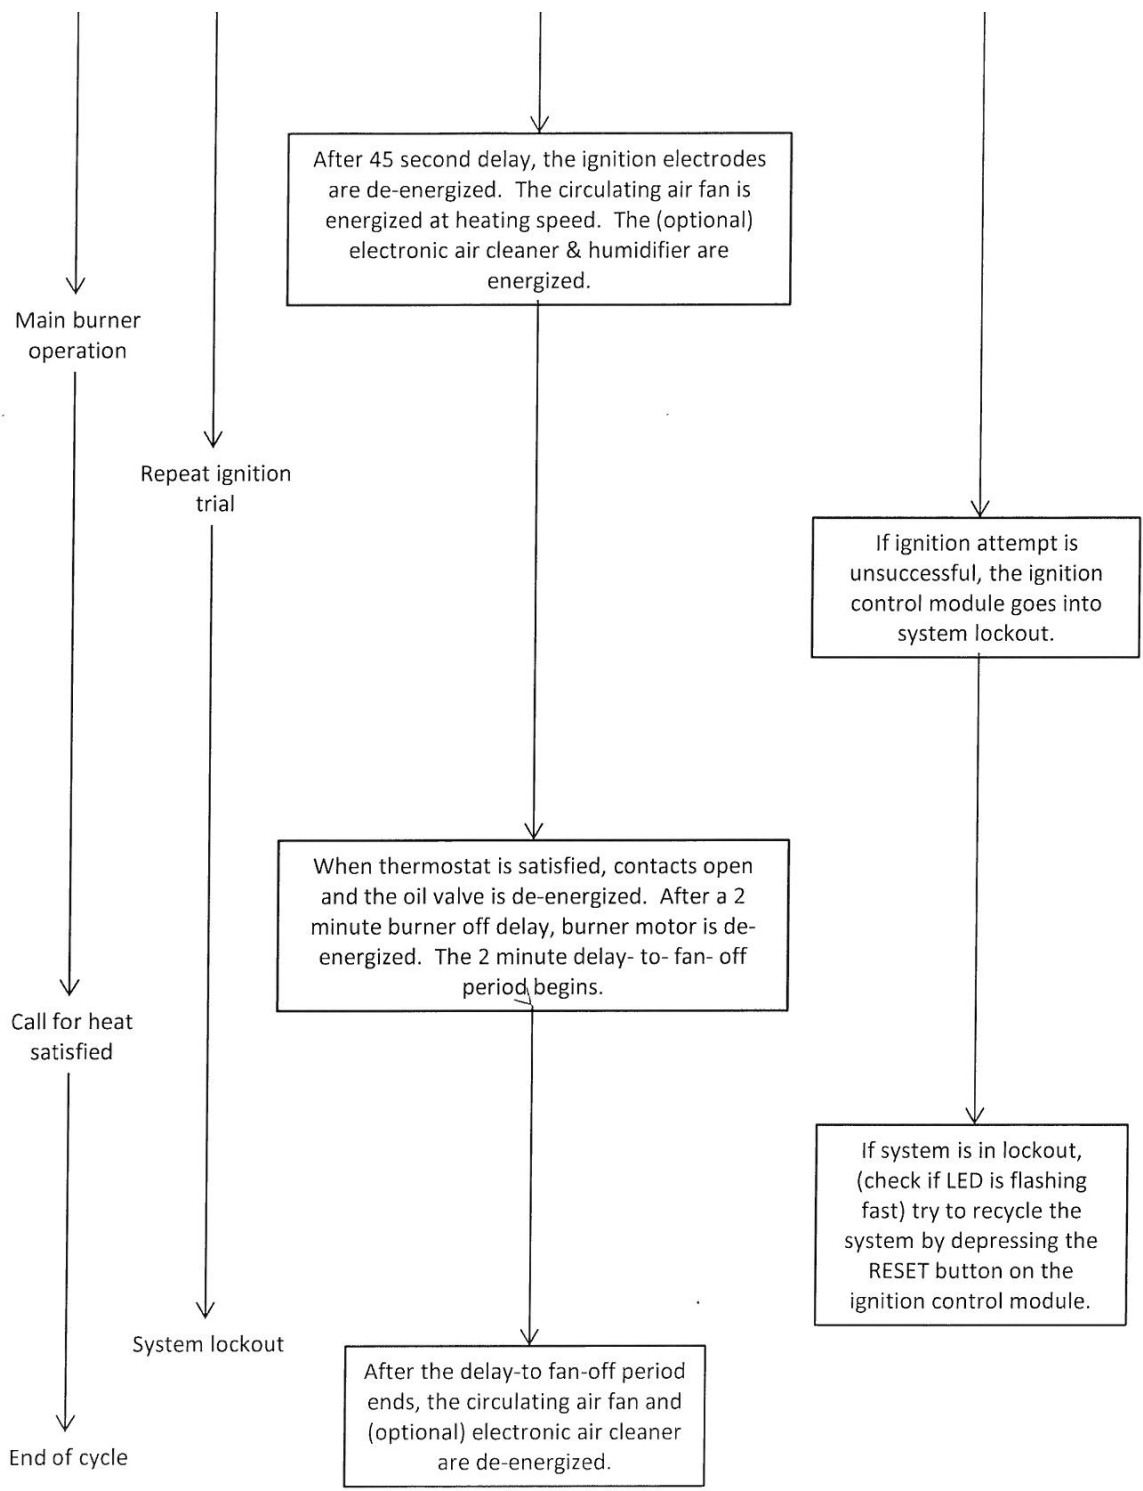 After 45 second delay, the ignition electrodes
are de-energized. The circulating air fan is
energized at heating speed. The (optional)
electronic air cleaner & humidifier are
energized.
Main burner
operation
Repeat ignition
trial
If ignition attempt is
unsuccessful, the ignition
control module goes into
system lockout.
When thermostat is satisfied, contacts open
and the oil valve is de-energized. After a 2
minute burner off delay, burner motor is de-
energized. The 2 minute delay- to- fan- off
period begins.
Call for heat
satisfied
If system is in lockout,
(check if LED is flashing
fast) try to recycle the
system by depressing the
RESET button on the
ignition control module.
System lockout
After the delay-to fan-off period
ends, the circulating air fan and
(optional) electronic air cleaner
are de-energized.
End of cycle